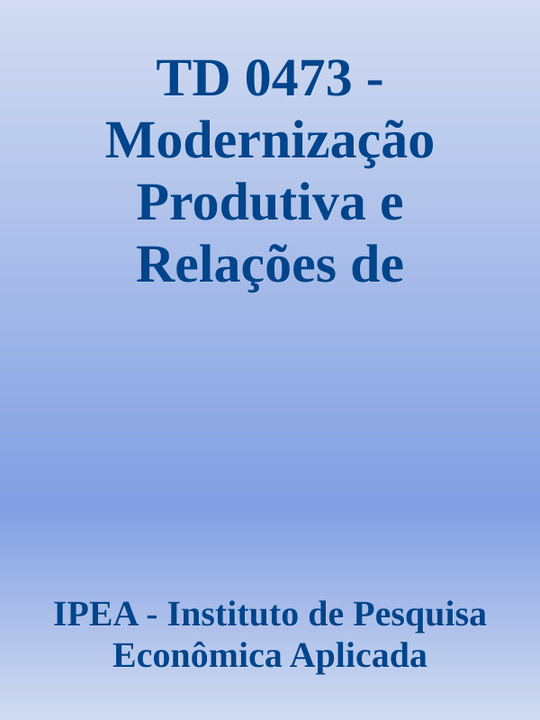 TD 0473 -
Modernização
Produtiva e
Relações de
IPEA - Instituto de Pesquisa
Econômica Aplicada